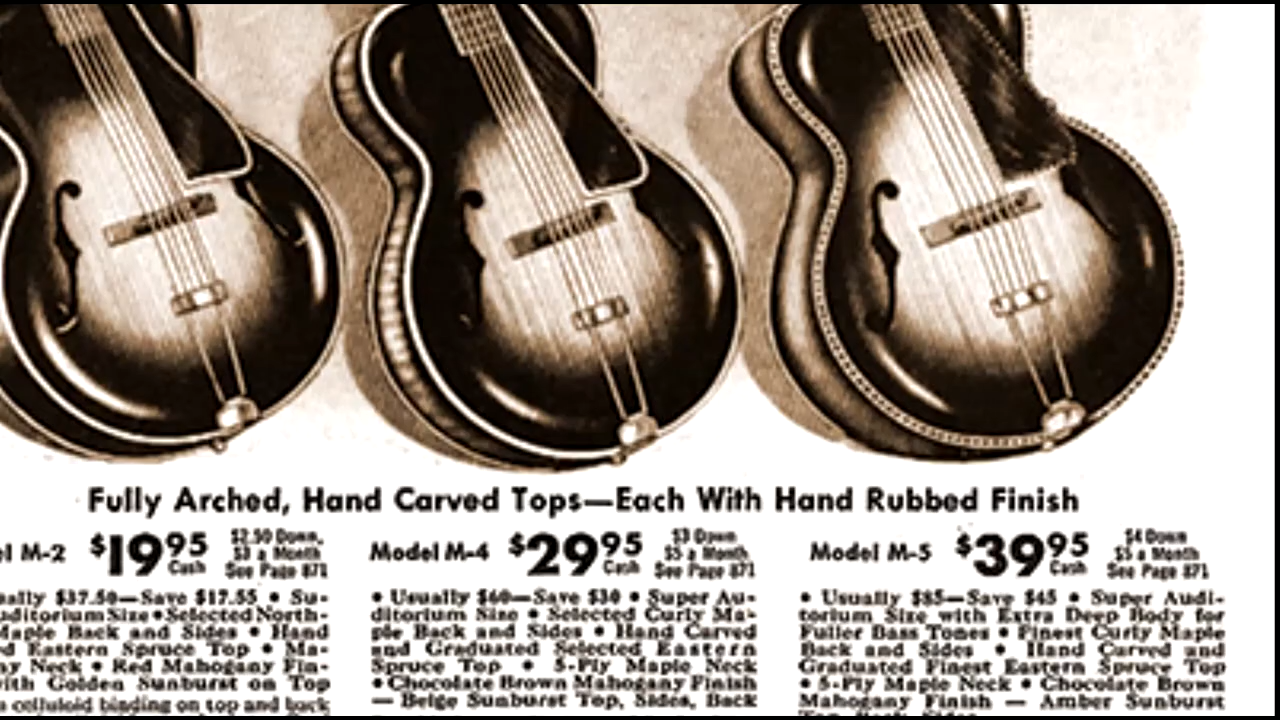 Fully Arched, Hand Carved Tops—Each With Hand Rubbed Finish
el M-2 $19.95 Cash
$2.50 Down,
$3 a Month
See Page 871
ually $37.50—Save $17.55 • Su-
uditorium Size • Selected North-
Maple Back and Sides • Hand
ed Eastern Spruce Top • Ma-
ny Neck • Red Mahogany Fin-
with Golden Sunburst on Top
celluloid binding on top and back
Model M-4 $29.95 Cash
$3 Down
$5 a Month
See Page 871
• Usually $60—Save $30 • Super Au-
ditorium Size • Selected Curly Ma-
ple Back and Sides • Hand Carved
and Graduated Selected Eastern
Spruce Top • 5-Ply Maple Neck
• Chocolate Brown Mahogany Finish
— Beige Sunburst Top, Sides, Back
Model M-5 $39.95 Cash
$4 Down
$5 a Month
See Page 871
• Usually $85—Save $45 • Super Audi-
torium Size with Extra Deep Body for
Fuller Bass Tones • Finest Curly Maple
Back and Sides • Hand Carved and
Graduated Finest Eastern Spruce Top
• 5-Ply Maple Neck • Chocolate Brown
Mahogany Finish — Amber Sunburst